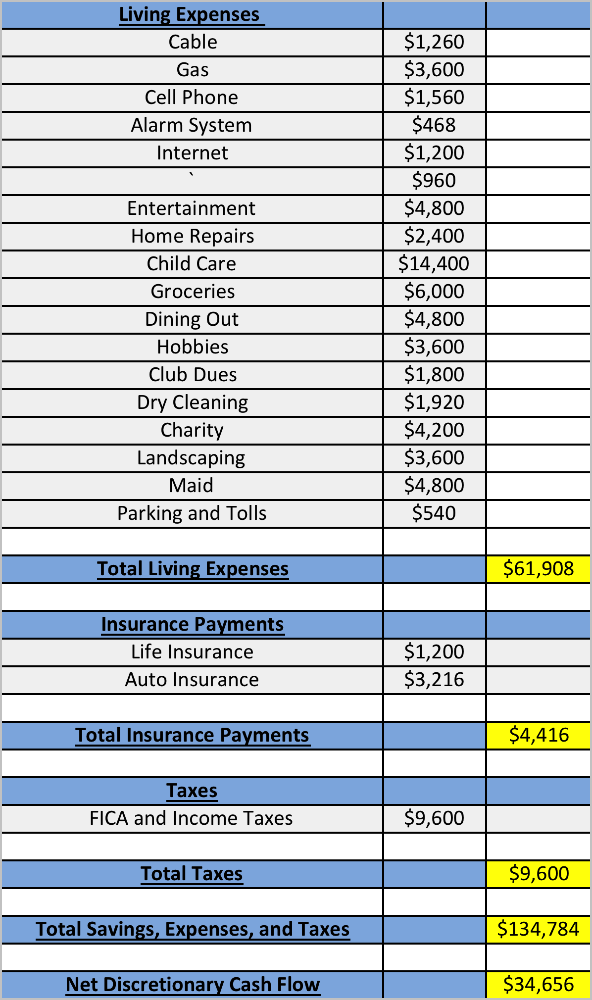 Living Expenses
Cable $1,260
Gas $3,600
Cell Phone $1,560
Alarm System $468
Internet $1,200
` $960
Entertainment $4,800
Home Repairs $2,400
Child Care $14,400
Groceries $6,000
Dining Out $4,800
Hobbies $3,600
Club Dues $1,800
Dry Cleaning $1,920
Charity $4,200
Landscaping $3,600
Maid $4,800
Parking and Tolls $540
Total Living Expenses $61,908
Insurance Payments
Life Insurance $1,200
Auto Insurance $3,216
Total Insurance Payments $4,416
Taxes
FICA and Income Taxes $9,600
Total Taxes $9,600
Total Savings, Expenses, and Taxes $134,784
Net Discretionary Cash Flow $34,656